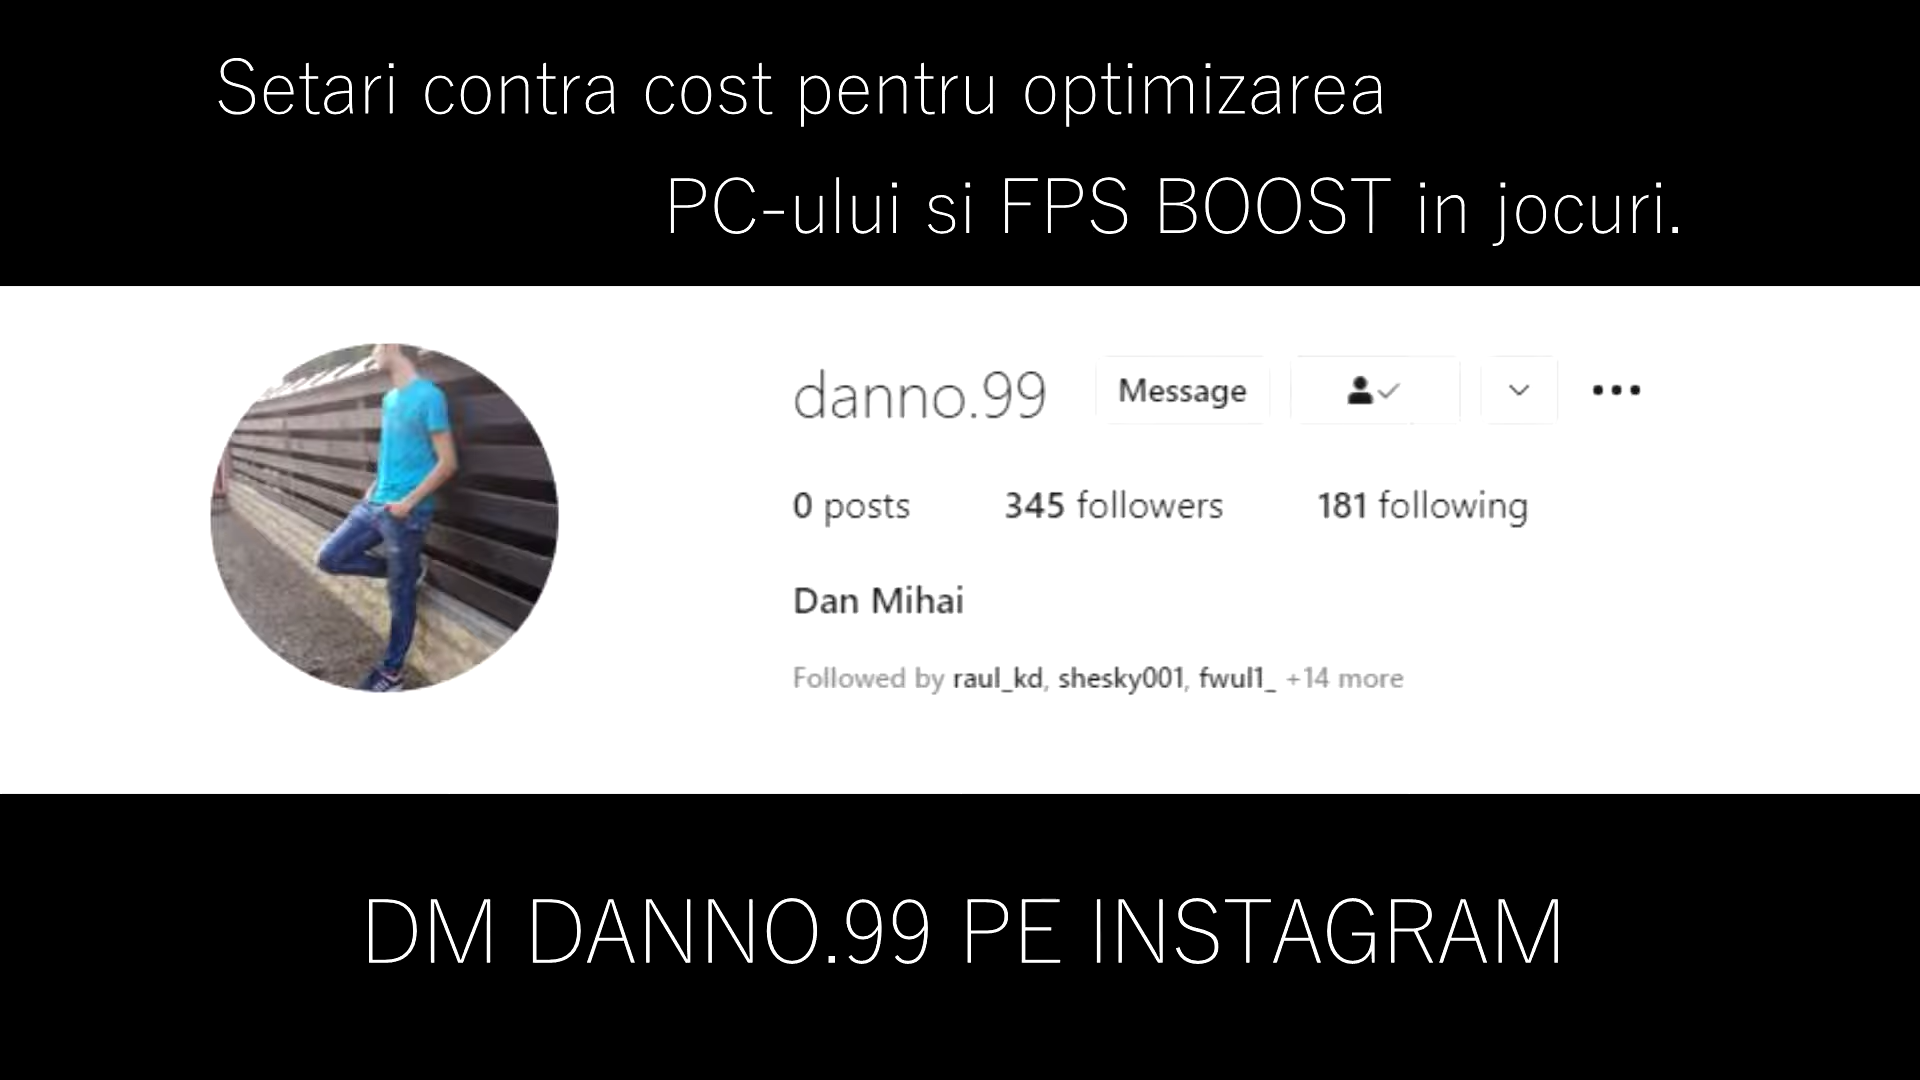 Setari contra cost pentru optimizarea
PC-ului si FPS BOOST in jocuri.
danno.99 Message
0 posts 345 followers 181 following
Dan Mihai
Followed by raul_kd, shesky001, fwul1_ +14 more
DM DANNO.99 PE INSTAGRAM